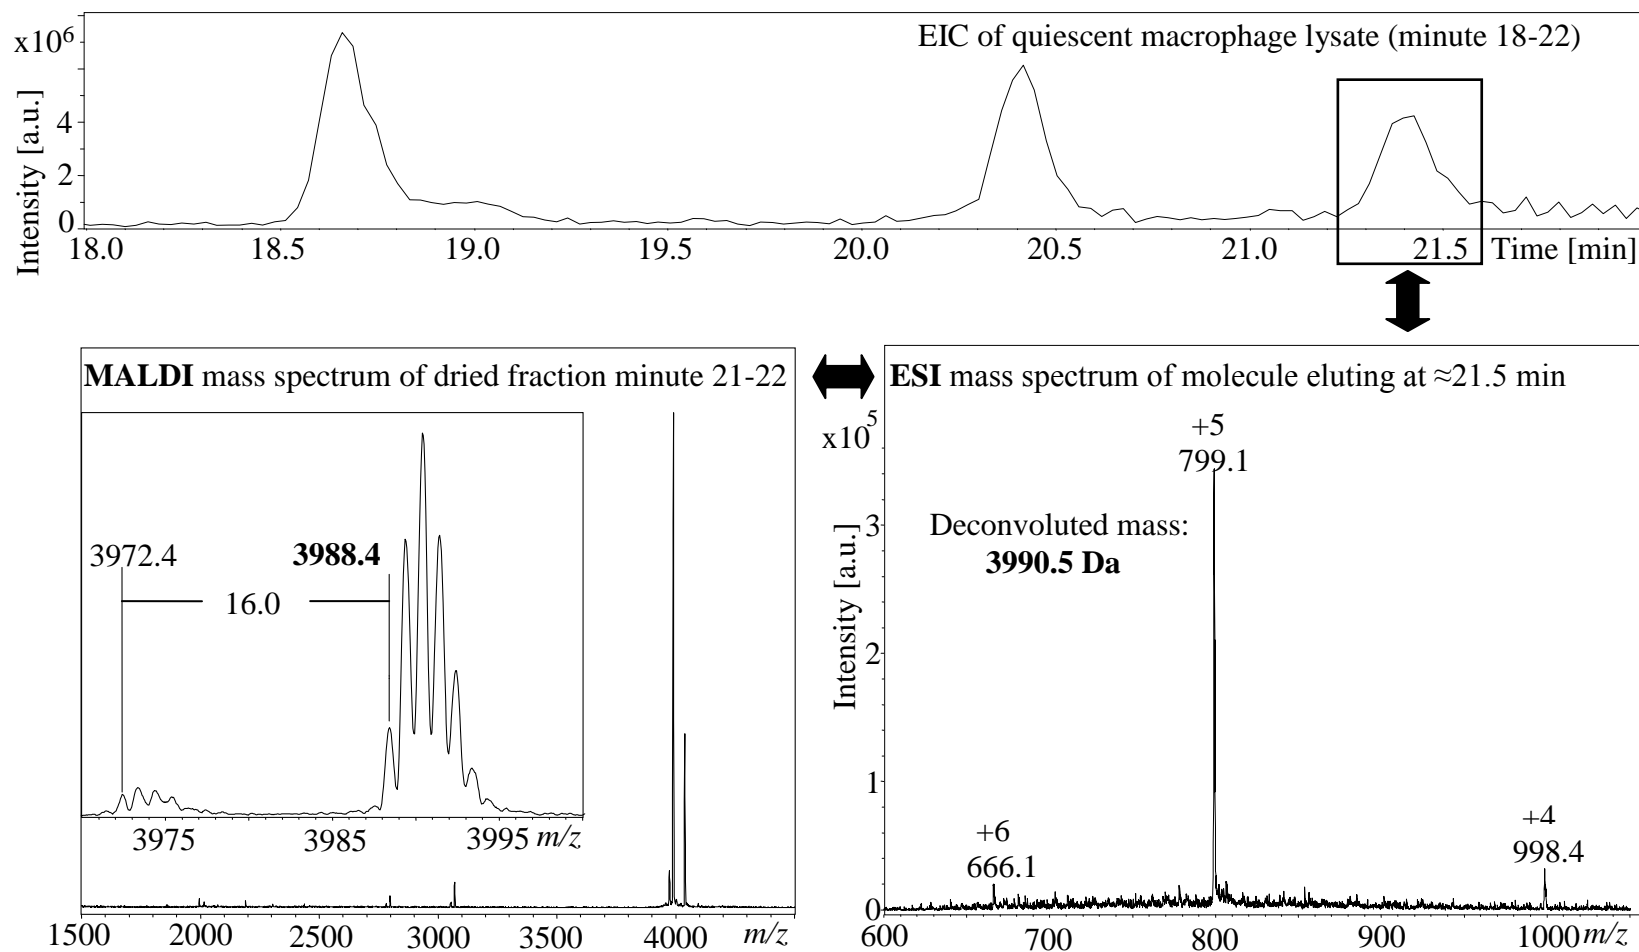 EIC of quiescent macrophage lysate (minute 18-22)
x10⁶
Intensity [a.u.]
4
2
0
18.0 18.5 19.0 19.5 20.0 20.5 21.0 21.5 Time [min]
MALDI mass spectrum of dried fraction minute 21-22
3972.4 3988.4
16.0
3975 3985 3995 m/z
1500 2000 2500 3000 3500 4000 m/z
ESI mass spectrum of molecule eluting at ≈21.5 min
x10⁵
Intensity [a.u.]
+5
799.1
Deconvoluted mass:
3990.5 Da
3
2
1
0
+6
666.1
+4
998.4
600 700 800 900 1000 m/z